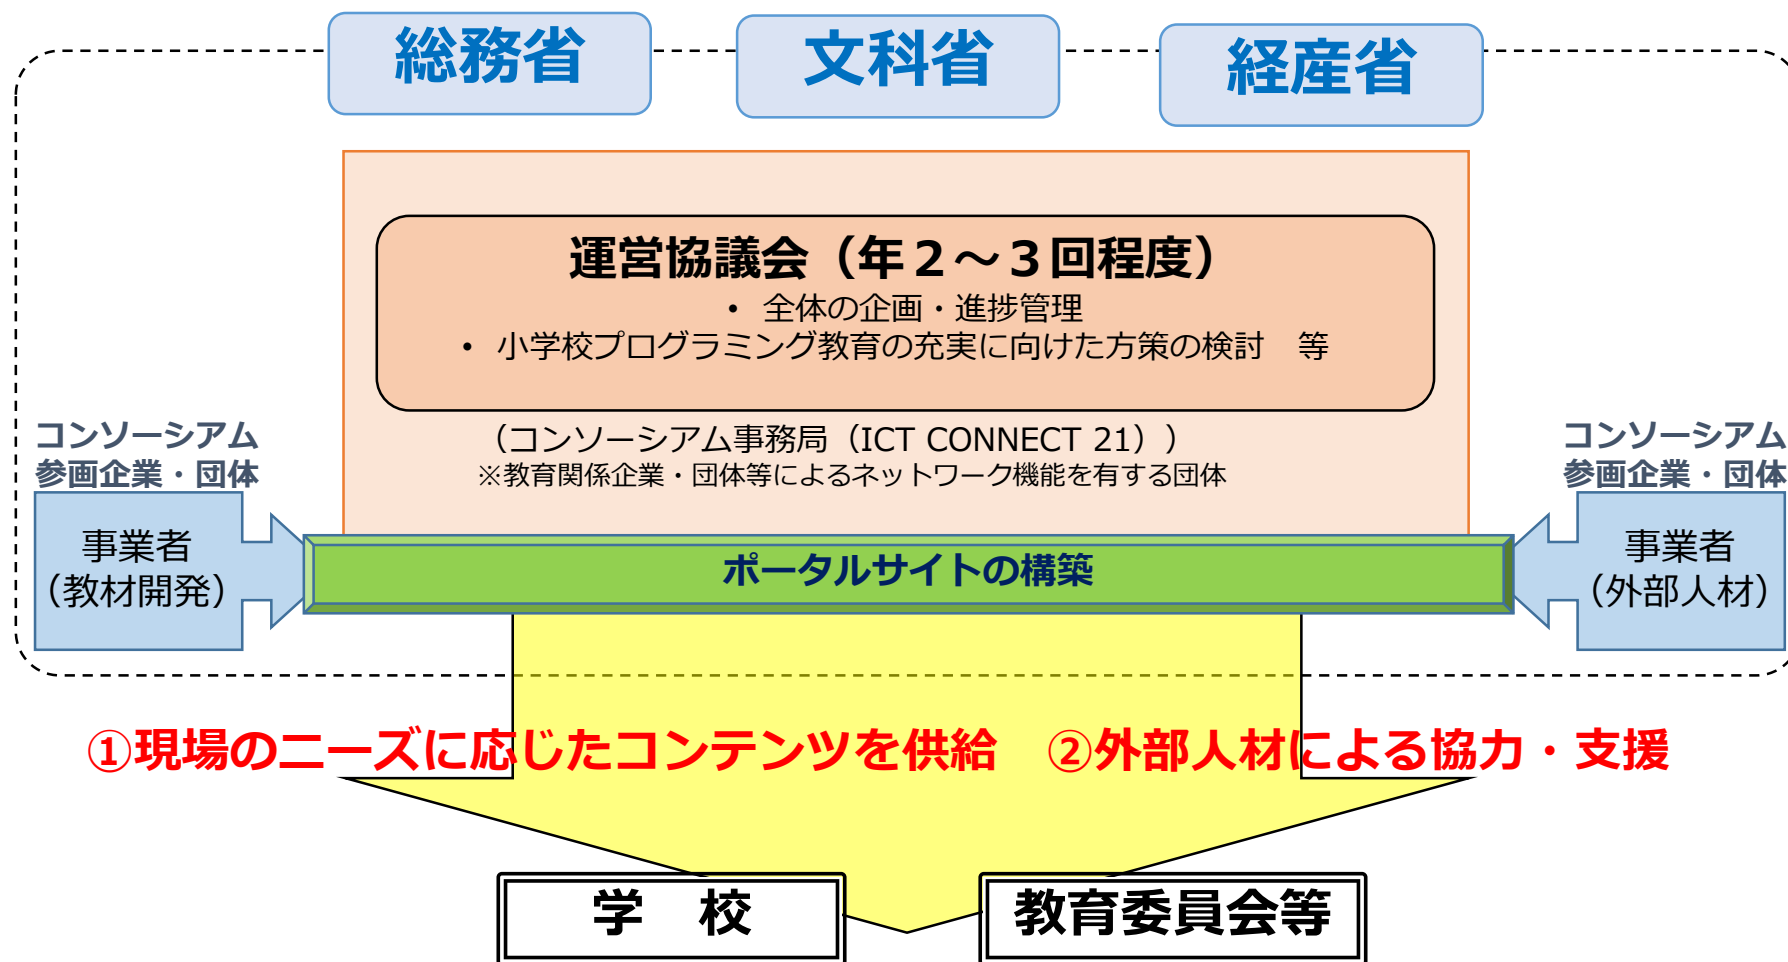 総務省
文科省
経産省
運営協議会（年２～３回程度）
• 全体の企画・進捗管理
• 小学校プログラミング教育の充実に向けた方策の検討　等
（コンソーシアム事務局（ICT CONNECT 21））
※教育関係企業・団体等によるネットワーク機能を有する団体
コンソーシアム
参画企業・団体
事業者
（教材開発）
コンソーシアム
参画企業・団体
事業者
（外部人材）
ポータルサイトの構築
①現場のニーズに応じたコンテンツを供給　②外部人材による協力・支援
学　校
教育委員会等